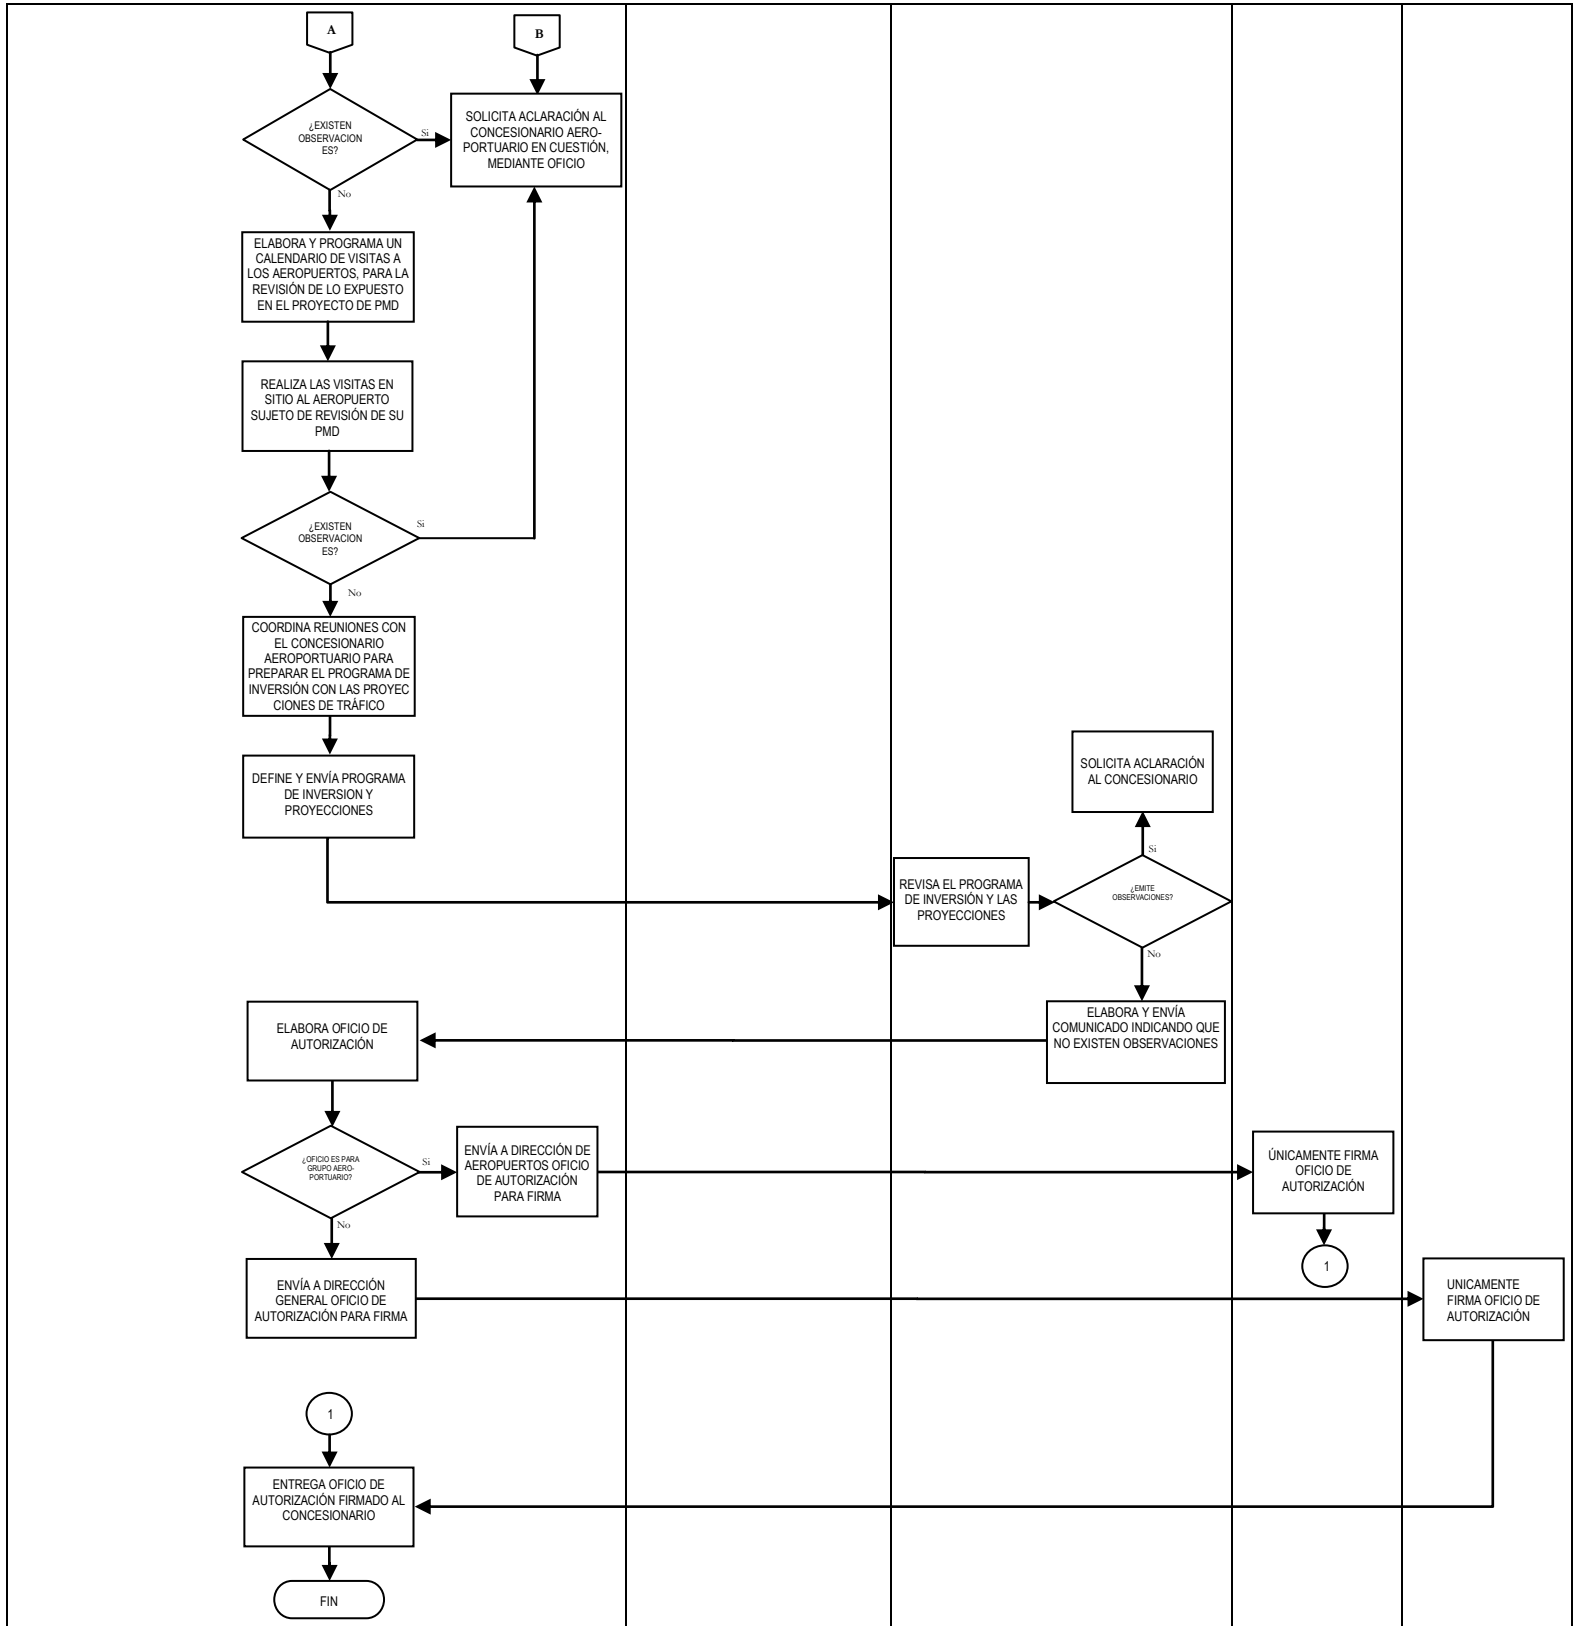 A
B
¿EXISTEN
OBSERVACION
ES?
Si
No
SOLICITA ACLARACIÓN AL
CONCESIONARIO AERO-
PORTUARIO EN CUESTIÓN,
MEDIANTE OFICIO
ELABORA Y PROGRAMA UN
CALENDARIO DE VISITAS A
LOS AEROPUERTOS, PARA LA
REVISIÓN DE LO EXPUESTO
EN EL PROYECTO DE PMD
REALIZA LAS VISITAS EN
SITIO AL AEROPUERTO
SUJETO DE REVISIÓN DE SU
PMD
¿EXISTEN
OBSERVACION
ES?
Si
No
COORDINA REUNIONES CON
EL CONCESIONARIO
AEROPORTUARIO PARA
PREPARAR EL PROGRAMA DE
INVERSIÓN CON LAS PROYEC
CIONES DE TRÁFICO
DEFINE Y ENVÍA PROGRAMA
DE INVERSION Y
PROYECCIONES
SOLICITA ACLARACIÓN
AL CONCESIONARIO
Si
REVISA EL PROGRAMA
DE INVERSIÓN Y LAS
PROYECCIONES
¿EMITE
OBSERVACIONES?
No
ELABORA Y ENVÍA
COMUNICADO INDICANDO QUE
NO EXISTEN OBSERVACIONES
ELABORA OFICIO DE
AUTORIZACIÓN
¿OFICIO ES PARA
GRUPO AERO-
PORTUARIO?
Si
No
ENVÍA A DIRECCIÓN DE
AEROPUERTOS OFICIO
DE AUTORIZACIÓN
PARA FIRMA
ÚNICAMENTE FIRMA
OFICIO DE
AUTORIZACIÓN
1
ENVÍA A DIRECCIÓN
GENERAL OFICIO DE
AUTORIZACIÓN PARA FIRMA
UNICAMENTE
FIRMA OFICIO DE
AUTORIZACIÓN
1
ENTREGA OFICIO DE
AUTORIZACIÓN FIRMADO AL
CONCESIONARIO
FIN